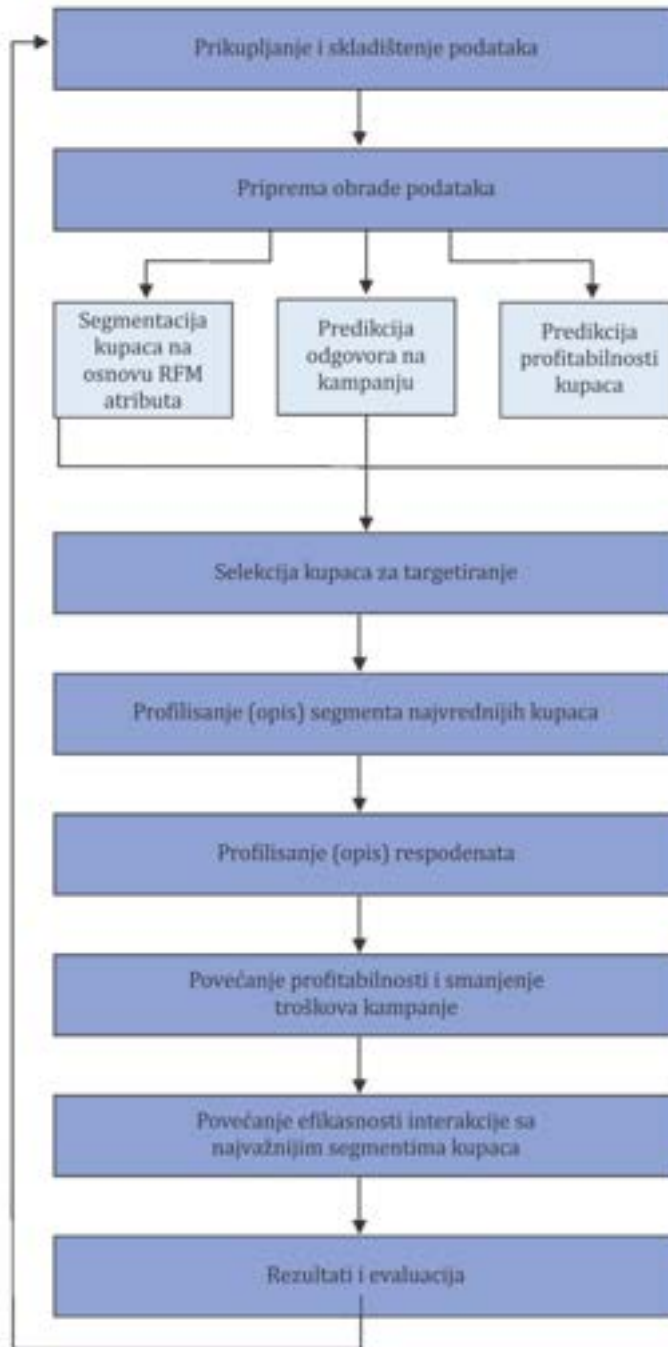 Prikupljanje i skladištenje podataka
Priprema obrade podataka
Segmentacija
kupaca na
osnovu RFM
atributa
Predikcija
odgovora na
kampanju
Predikcija
profitabilnosti
kupaca
Selekcija kupaca za targetiranje
Profilisanje (opis) segmenta najvrednijih kupaca
Profilisanje (opis) respodenata
Povećanje profitabilnosti i smanjenje
troškova kampanje
Povećanje efikasnosti interakcije sa
najvažnijim segmentima kupaca
Rezultati i evaluacija